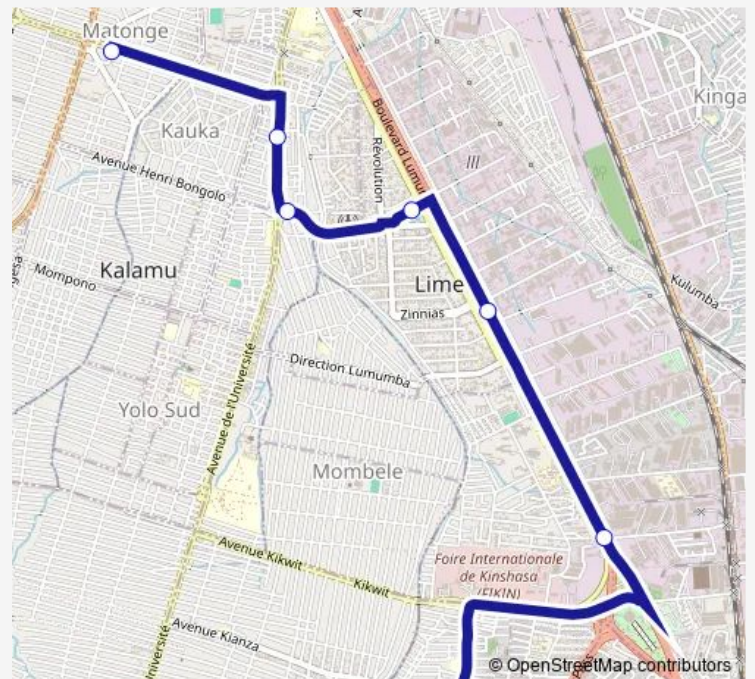 Matonge
Kinga
Kauka
Boulevard Lumu
Révolution
III
Avenue Henri Bongolo
Kalamu
Mompono
Lime
Kulumba
Zinnias
Direction Lumumba
Avenue de l'Université
Yolo Sud
Mombele
Avenue Kikwit
Kikwit
Foire Internationale
de Kinshasa
(FIKIN)
Avenue Kianza
© OpenStreetMap contributors